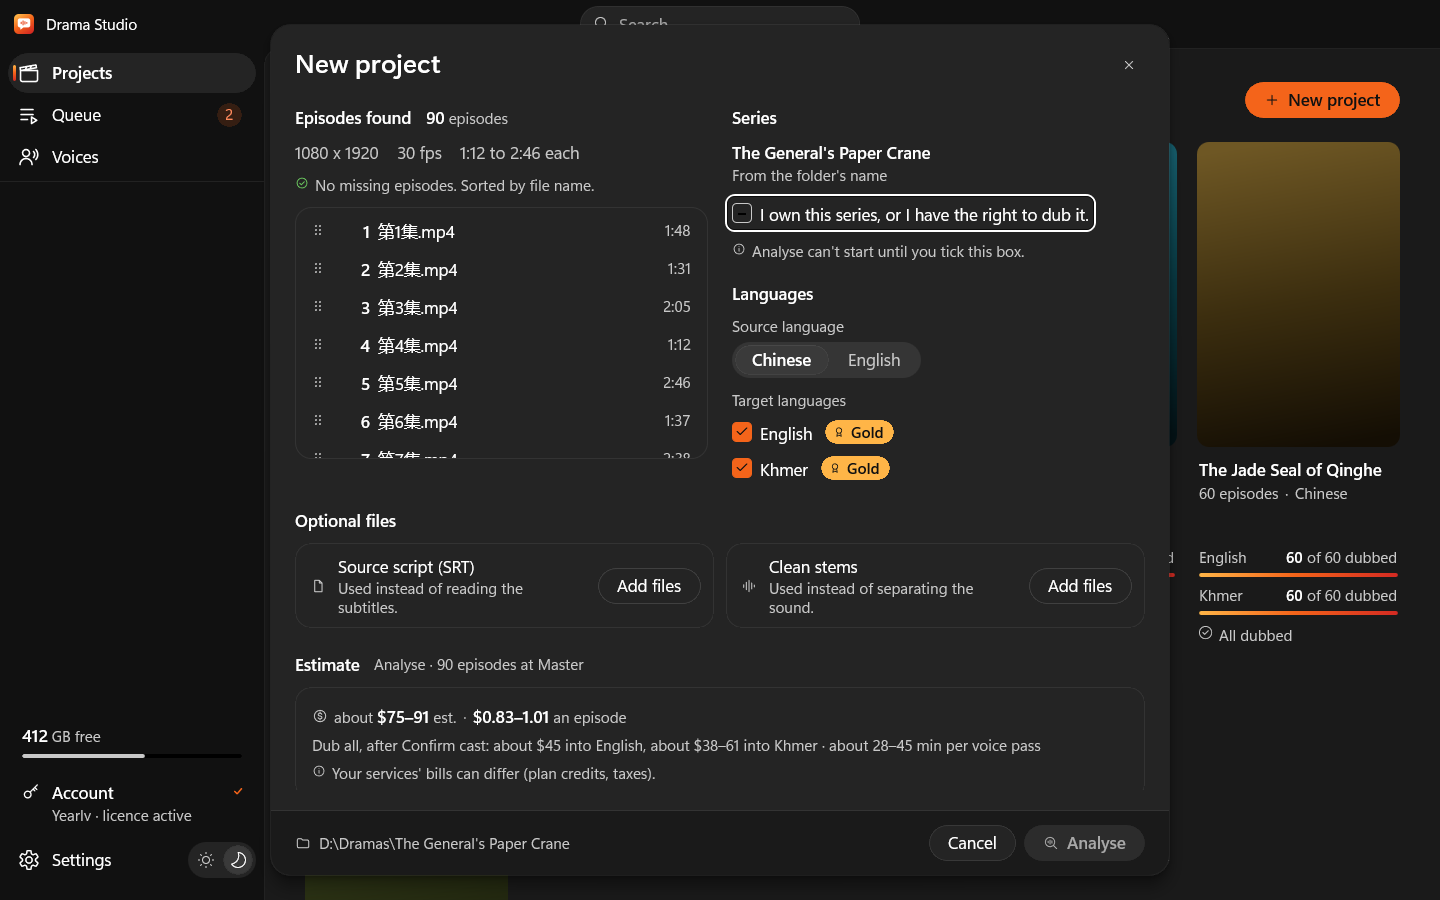 Drama Studio
Search
Projects
Queue 2
Voices
412 GB free
Account
Yearly · licence active
Settings
New project
Episodes found 90 episodes
1080 x 1920 30 fps 1:12 to 2:46 each
No missing episodes. Sorted by file name.
1 第1集.mp4 1:48
2 第2集.mp4 1:31
3 第3集.mp4 2:05
4 第4集.mp4 1:12
5 第5集.mp4 2:46
6 第6集.mp4 1:37
7 第7集.mp4 2:38
Series
The General's Paper Crane
From the folder's name
I own this series, or I have the right to dub it.
Analyse can't start until you tick this box.
Languages
Source language
Chinese English
Target languages
English Gold
Khmer Gold
Optional files
Source script (SRT)
Used instead of reading the
subtitles.
Add files
Clean stems
Used instead of separating the
sound.
Add files
Estimate Analyse · 90 episodes at Master
about $75–91 est. · $0.83–1.01 an episode
Dub all, after Confirm cast: about $45 into English, about $38–61 into Khmer · about 28–45 min per voice pass
Your services' bills can differ (plan credits, taxes).
D:\Dramas\The General's Paper Crane
Cancel
Analyse
New project
The Jade Seal of Qinghe
60 episodes · Chinese
English 60 of 60 dubbed
Khmer 60 of 60 dubbed
All dubbed